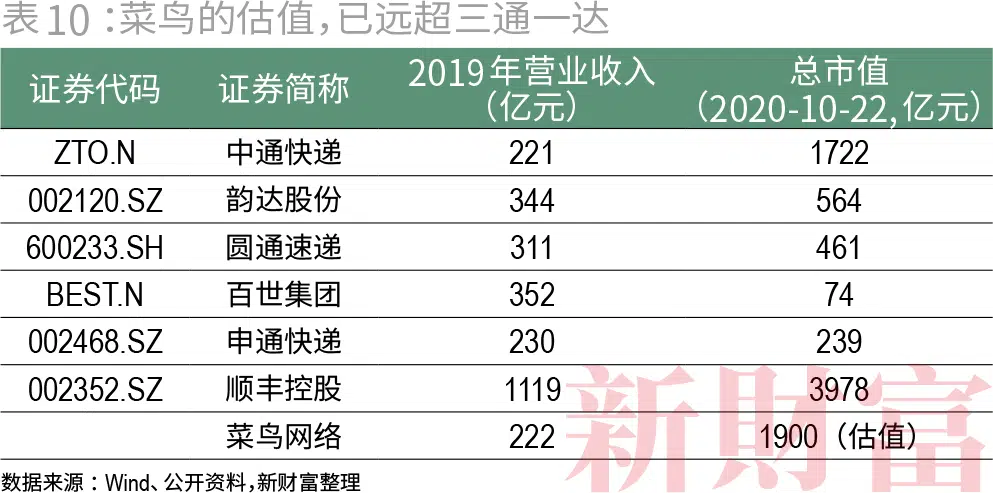 表10：菜鸟的估值,已远超三通一达
证券代码 证券简称 2019年营业收入（亿元） 总市值（2020-10-22,亿元）
ZTO.N 中通快递 221 1722
002120.SZ 韵达股份 344 564
600233.SH 圆通速递 311 461
BEST.N 百世集团 352 74
002468.SZ 申通快递 230 239
002352.SZ 顺丰控股 1119 3978
菜鸟网络 222 1900（估值）
新財富
数据来源：Wind、公开资料,新财富整理